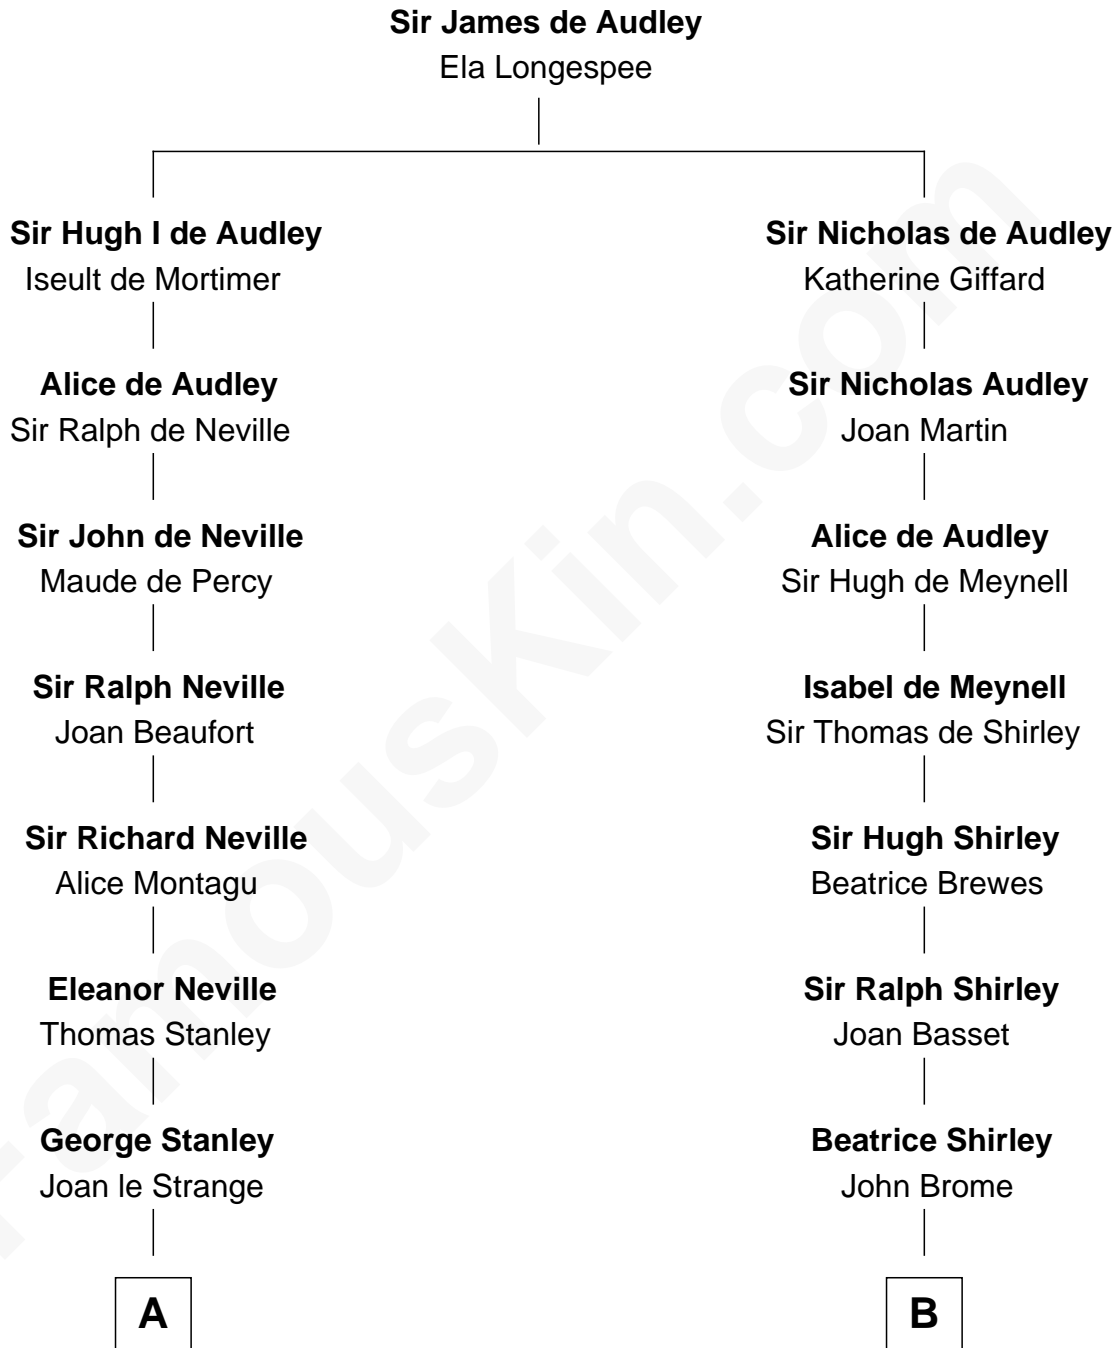 Sir James de Audley
Ela Longespee
Sir Hugh I de Audley
Iseult de Mortimer
Sir Nicholas de Audley
Katherine Giffard
Alice de Audley
Sir Ralph de Neville
Sir Nicholas Audley
Joan Martin
Sir John de Neville
Maude de Percy
Alice de Audley
Sir Hugh de Meynell
Sir Ralph Neville
Joan Beaufort
Isabel de Meynell
Sir Thomas de Shirley
Sir Richard Neville
Alice Montagu
Sir Hugh Shirley
Beatrice Brewes
Eleanor Neville
Thomas Stanley
Sir Ralph Shirley
Joan Basset
George Stanley
Joan le Strange
Beatrice Shirley
John Brome
A
B
FamousKin.com